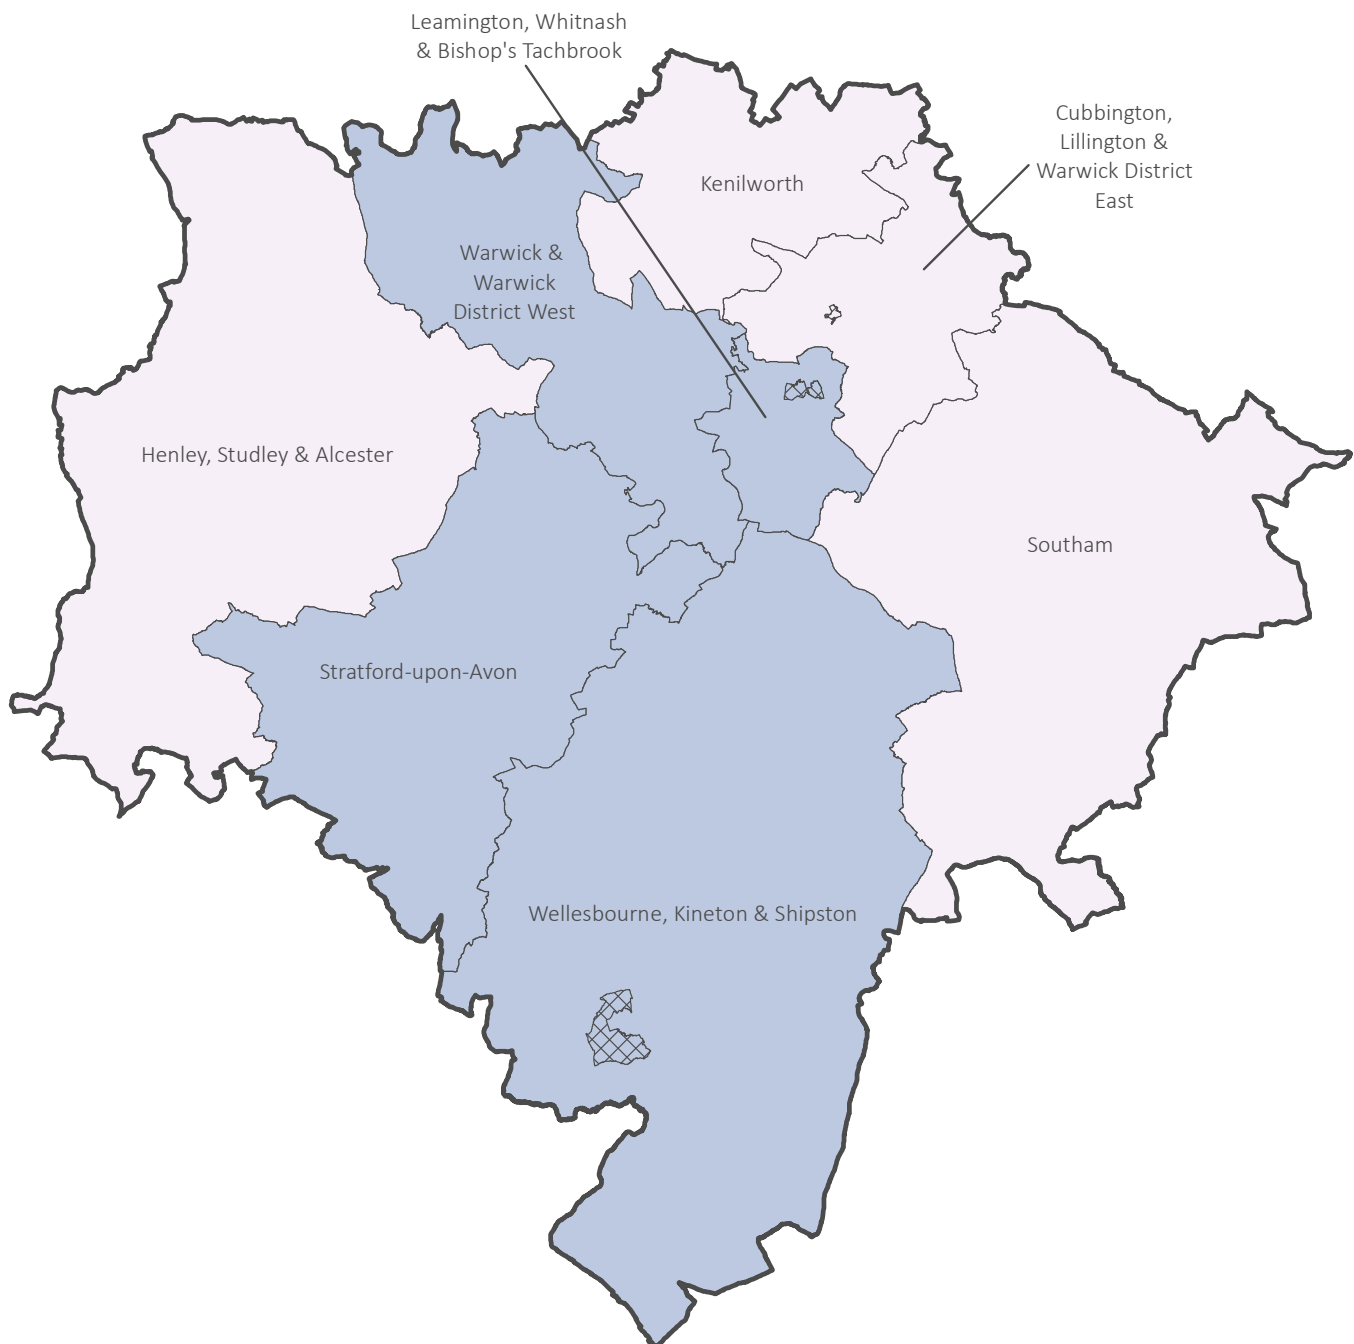 Leamington, Whitnash
& Bishop's Tachbrook
Cubbington,
Lillington &
Warwick District
East
Kenilworth
Warwick &
Warwick
District West
Henley, Studley & Alcester
Southam
Stratford-upon-Avon
Wellesbourne, Kineton & Shipston